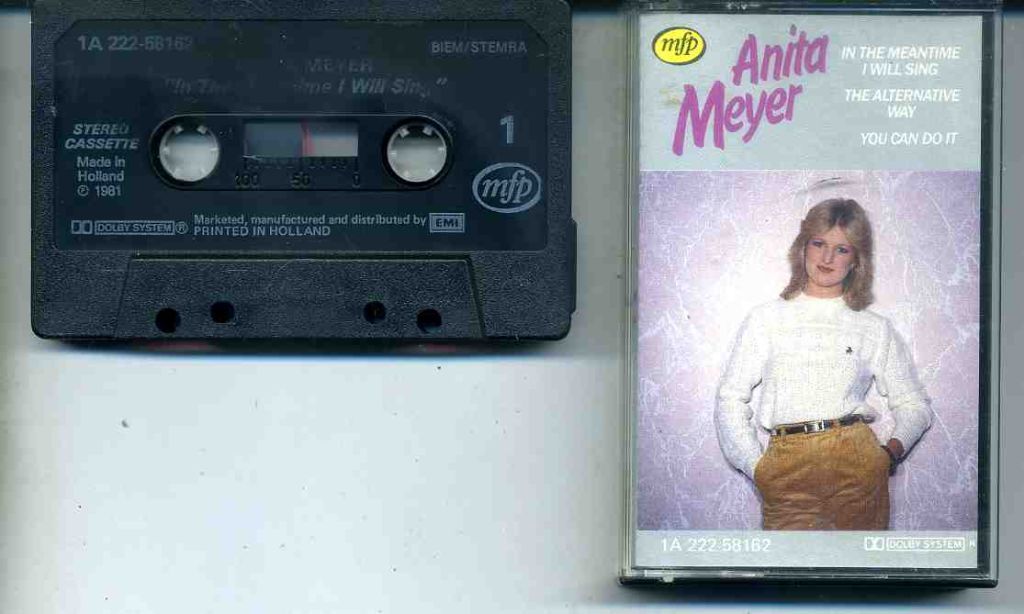 1A 222-58162
BIEM/STEMRA
MEYER
"In The      ime I Will Sing"
STEREO
CASSETTE
Made in
Holland
℗ 1981
100 50 0
1
mfp
DOLBY SYSTEM®
Marketed, manufactured and distributed by EMI
PRINTED IN HOLLAND
mfp
Anita
Meyer
IN THE MEANTIME
I WILL SING
THE ALTERNATIVE
WAY
YOU CAN DO IT
1A 222-58162
DOLBY SYSTEM